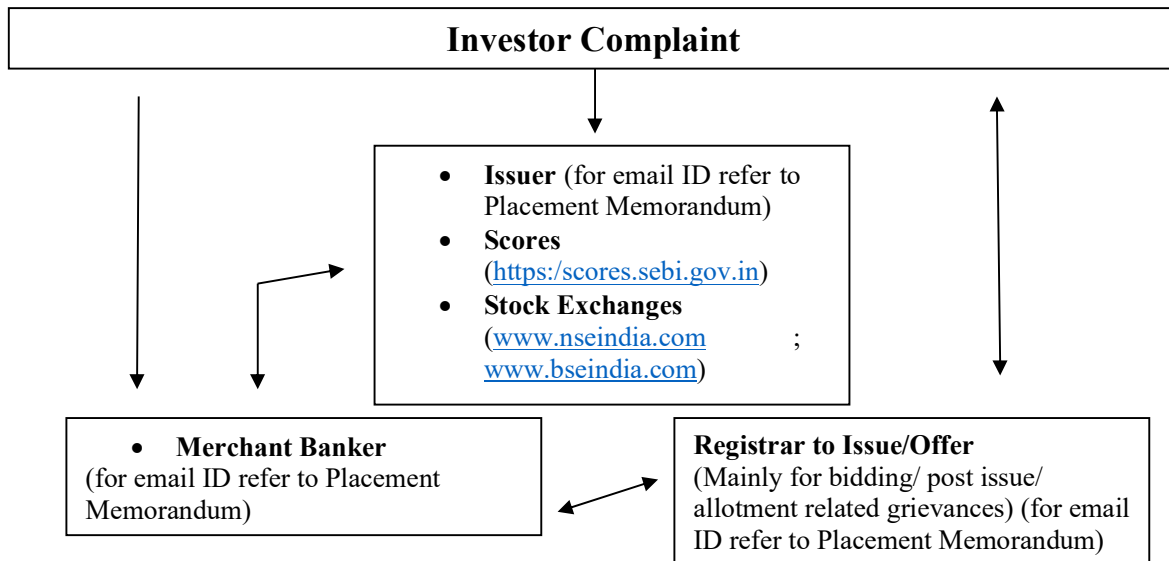 Investor Complaint
• Issuer (for email ID refer to
Placement Memorandum)
• Scores
(https:/scores.sebi.gov.in)
• Stock Exchanges
(www.nseindia.com ;
www.bseindia.com)
• Merchant Banker
(for email ID refer to Placement
Memorandum)
Registrar to Issue/Offer
(Mainly for bidding/ post issue/
allotment related grievances) (for email
ID refer to Placement Memorandum)